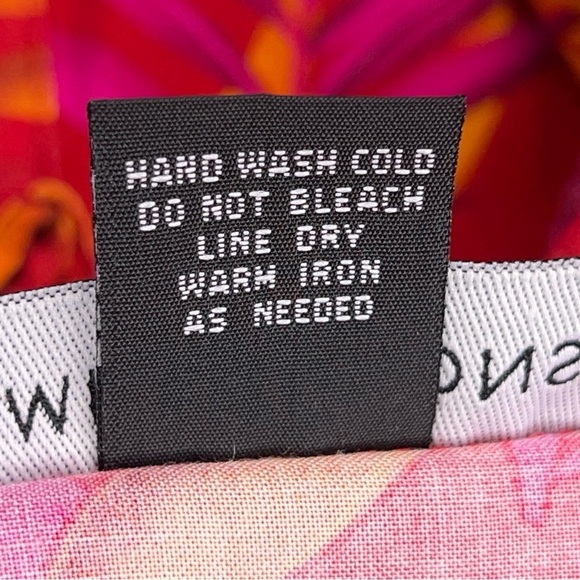 HAND WASH COLD
DO NOT BLEACH
LINE DRY
WARM IRON
AS NEEDED